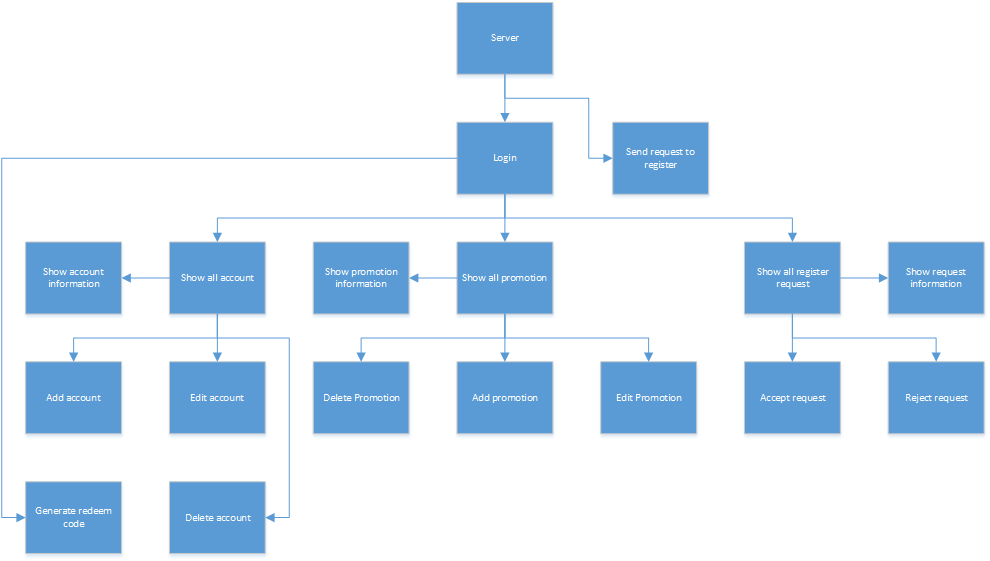 Server
Login
Send request to
register
Show account
information
Show all account
Show promotion
information
Show all promotion
Show all register
request
Show request
information
Add account
Edit account
Delete Promotion
Add promotion
Edit Promotion
Accept request
Reject request
Generate redeem
code
Delete account